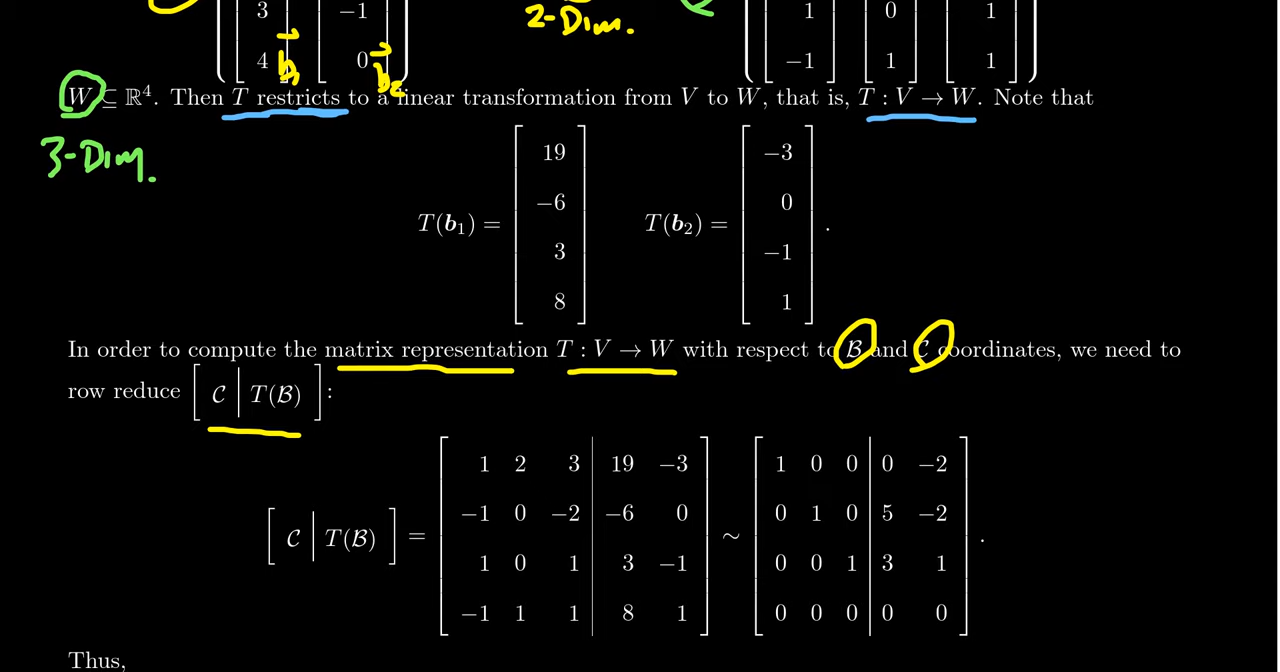 3 −1 1 0 1
2-Dim.
4 0 −1 1 1
b₁ b₂
W ⊆ ℝ⁴. Then T restricts to a linear transformation from V to W, that is, T : V → W. Note that
3-Dim.
T(b₁) = [19 −6 3 8] T(b₂) = [−3 0 −1 1].
In order to compute the matrix representation T : V → W with respect to ℬ and 𝒞 coordinates, we need to
row reduce [ 𝒞 | T(ℬ) ]:
[ 𝒞 | T(ℬ) ] =
1 2 3 | 19 −3
−1 0 −2 | −6 0
1 0 1 | 3 −1
−1 1 1 | 8 1
∼
1 0 0 | 0 −2
0 1 0 | 5 −2
0 0 1 | 3 1
0 0 0 | 0 0
.
Thus,